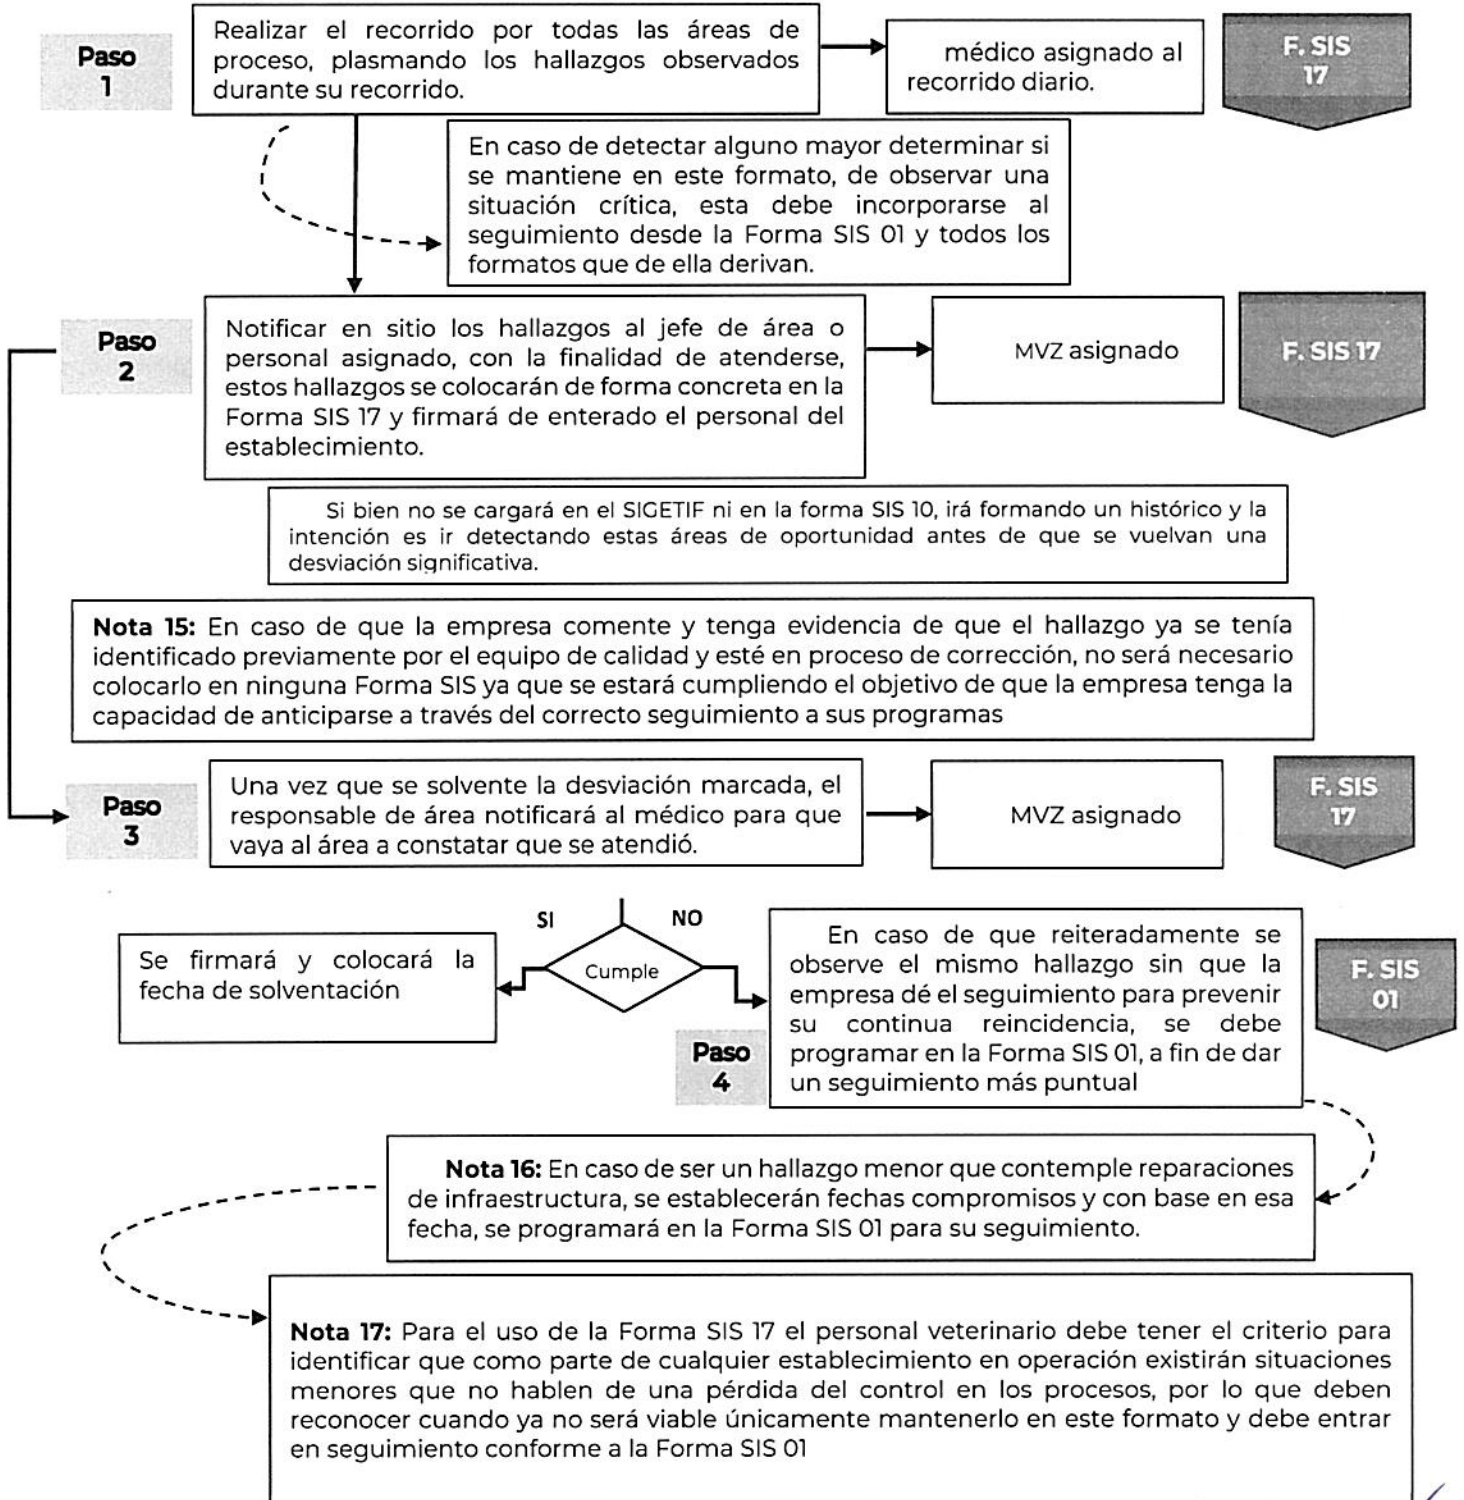 Paso
1
Realizar el recorrido por todas las áreas de
proceso, plasmando los hallazgos observados
durante su recorrido.
médico asignado al
recorrido diario.
F. SIS
17
En caso de detectar alguno mayor determinar si
se mantiene en este formato, de observar una
situación crítica, esta debe incorporarse al
seguimiento desde la Forma SIS 01 y todos los
formatos que de ella derivan.
Paso
2
Notificar en sitio los hallazgos al jefe de área o
personal asignado, con la finalidad de atenderse,
estos hallazgos se colocarán de forma concreta en la
Forma SIS 17 y firmará de enterado el personal del
establecimiento.
MVZ asignado
F. SIS 17
Si bien no se cargará en el SIGETIF ni en la forma SIS 10, irá formando un histórico y la
intención es ir detectando estas áreas de oportunidad antes de que se vuelvan una
desviación significativa.
Nota 15: En caso de que la empresa comente y tenga evidencia de que el hallazgo ya se tenía
identificado previamente por el equipo de calidad y esté en proceso de corrección, no será necesario
colocarlo en ninguna Forma SIS ya que se estará cumpliendo el objetivo de que la empresa tenga la
capacidad de anticiparse a través del correcto seguimiento a sus programas
Paso
3
Una vez que se solvente la desviación marcada, el
responsable de área notificará al médico para que
vaya al área a constatar que se atendió.
MVZ asignado
F. SIS
17
SI
NO
Cumple
Se firmará y colocará la
fecha de solventación
Paso
4
En caso de que reiteradamente se
observe el mismo hallazgo sin que la
empresa dé el seguimiento para prevenir
su continua reincidencia, se debe
programar en la Forma SIS 01, a fin de dar
un seguimiento más puntual
F. SIS
01
Nota 16: En caso de ser un hallazgo menor que contemple reparaciones
de infraestructura, se establecerán fechas compromisos y con base en esa
fecha, se programará en la Forma SIS 01 para su seguimiento.
Nota 17: Para el uso de la Forma SIS 17 el personal veterinario debe tener el criterio para
identificar que como parte de cualquier establecimiento en operación existirán situaciones
menores que no hablen de una pérdida del control en los procesos, por lo que deben
reconocer cuando ya no será viable únicamente mantenerlo en este formato y debe entrar
en seguimiento conforme a la Forma SIS 01